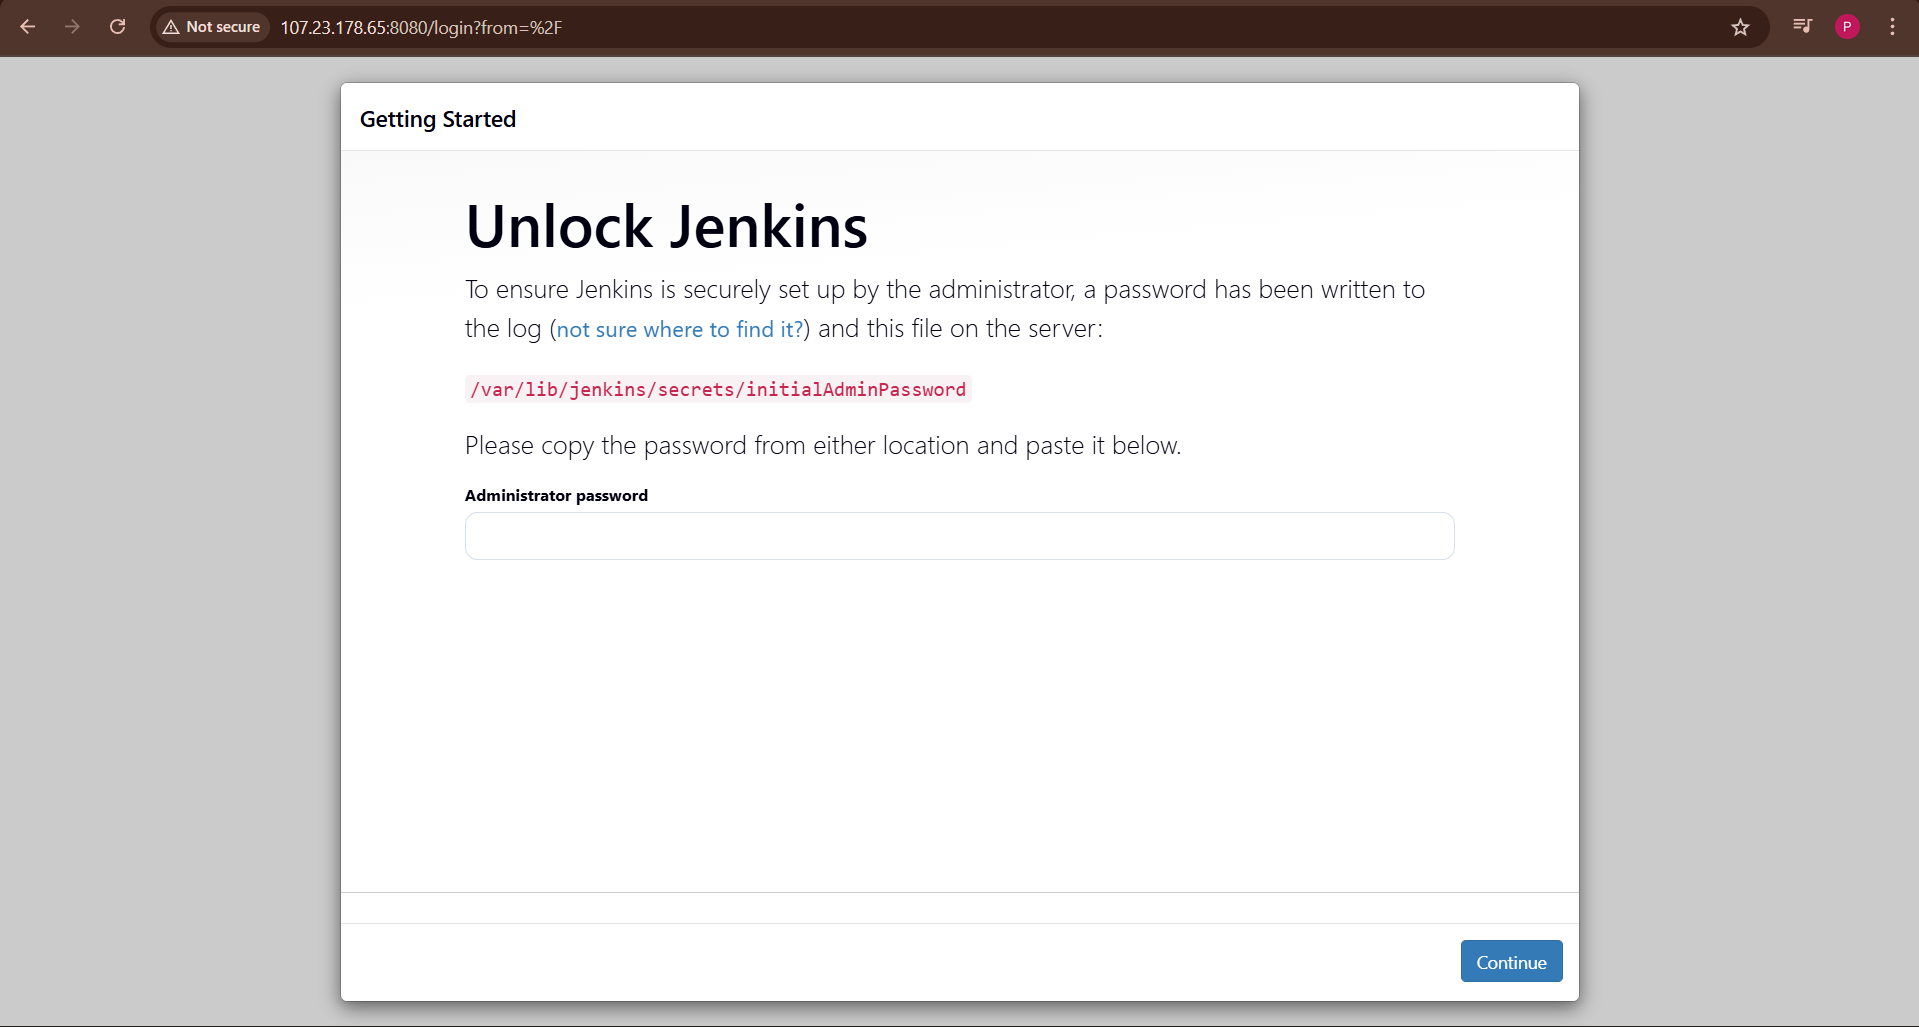 Not secure 107.23.178.65:8080/login?from=%2F
P
Getting Started
Unlock Jenkins
To ensure Jenkins is securely set up by the administrator, a password has been written to
the log (not sure where to find it?) and this file on the server:
/var/lib/jenkins/secrets/initialAdminPassword
Please copy the password from either location and paste it below.
Administrator password
Continue